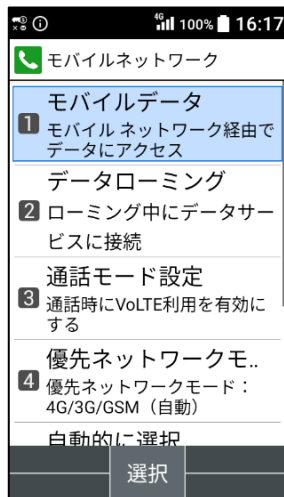 4G 100% 16:17
モバイルネットワーク
モバイルデータ
1 モバイル ネットワーク経由で
データにアクセス
データローミング
2 ローミング中にデータサー
ビスに接続
通話モード設定
3 通話時にVoLTE利用を有効に
する
優先ネットワークモ..
4 優先ネットワークモード：
4G/3G/GSM（自動）
自動的に選択
選択